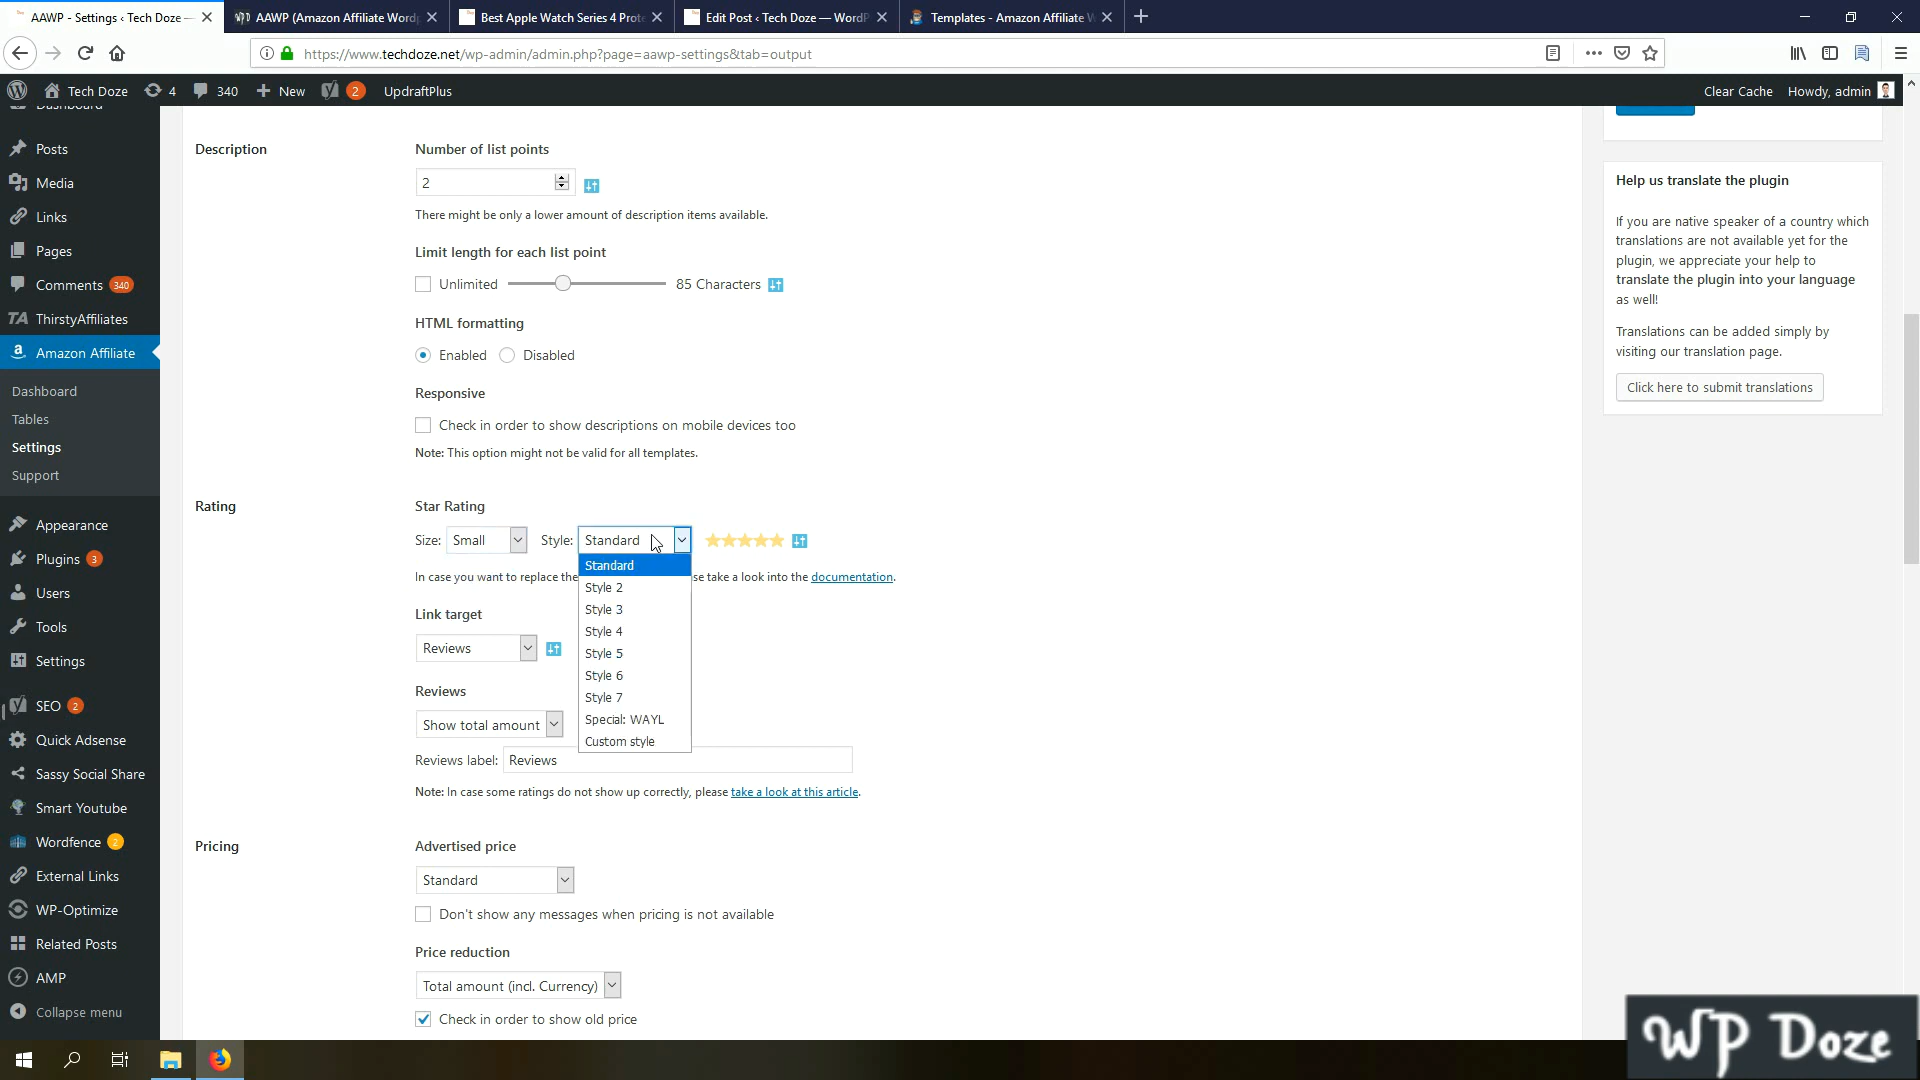 AAWP - Settings ‹ Tech Doze —
AAWP (Amazon Affiliate Word
Best Apple Watch Series 4 Prote
Edit Post ‹ Tech Doze — WordP
Templates - Amazon Affiliate W
https://www.techdoze.net/wp-admin/admin.php?page=aawp-settings&tab=output
Tech Doze
4
340
New
2
UpdraftPlus
Clear Cache
Howdy, admin
Dashboard
Posts
Media
Links
Pages
Comments 340
TA ThirstyAffiliates
Amazon Affiliate
Dashboard
Tables
Settings
Support
Appearance
Plugins 3
Users
Tools
Settings
SEO 2
Quick Adsense
Sassy Social Share
Smart Youtube
Wordfence 2
External Links
WP-Optimize
Related Posts
AMP
Collapse menu
Description
Number of list points
2
There might be only a lower amount of description items available.
Limit length for each list point
Unlimited
85 Characters
HTML formatting
Enabled
Disabled
Responsive
Check in order to show descriptions on mobile devices too
Note: This option might not be valid for all templates.
Rating
Star Rating
Size: Small
Style: Standard
Standard
Style 2
Style 3
Style 4
Style 5
Style 6
Style 7
Special: WAYL
Custom style
In case you want to replace the
se take a look into the documentation.
Link target
Reviews
Reviews
Show total amount
Reviews label: Reviews
Note: In case some ratings do not show up correctly, please take a look at this article.
Pricing
Advertised price
Standard
Don't show any messages when pricing is not available
Price reduction
Total amount (incl. Currency)
Check in order to show old price
Help us translate the plugin
If you are native speaker of a country which
translations are not available yet for the
plugin, we appreciate your help to
translate the plugin into your language
as well!
Translations can be added simply by
visiting our translation page.
Click here to submit translations
WP Doze